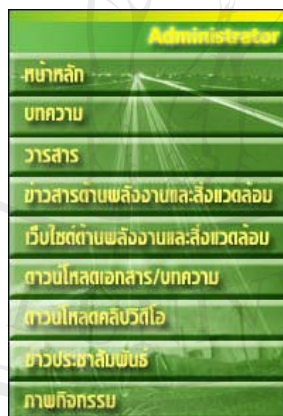 Administrator
หน้าหลัก
บทความ
วารสาร
ข่าวสารด้านพลังงานและสิ่งแวดล้อม
เว็บไซต์ด้านพลังงานและสิ่งแวดล้อม
ดาวน์โหลดเอกสาร/บทความ
ดาวน์โหลดคลิปวิดีโอ
ข่าวประชาสัมพันธ์
ภาพกิจกรรม